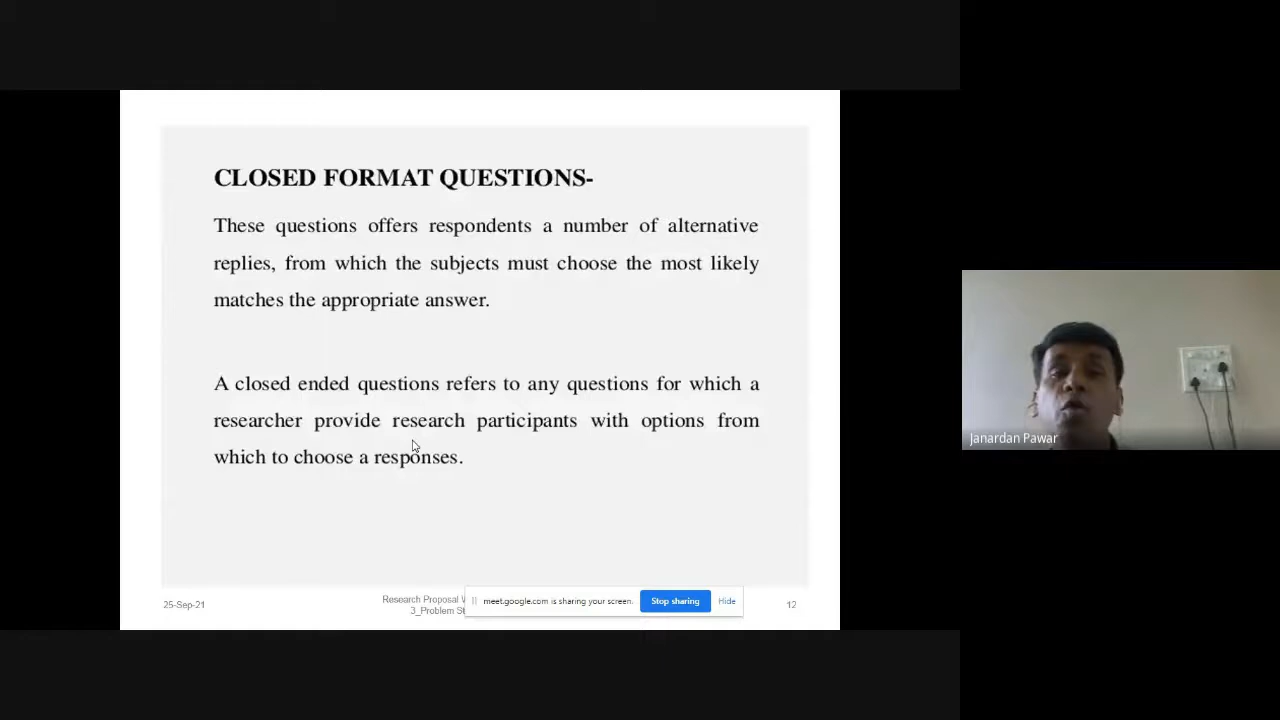 CLOSED FORMAT QUESTIONS-
These questions offers respondents a number of alternative
replies, from which the subjects must choose the most likely
matches the appropriate answer.
A closed ended questions refers to any questions for which a
researcher provide research participants with options from
which to choose a responses.
25-Sep-21
Research Proposal
3_Problem
meet.google.com is sharing your screen.
Stop sharing
Hide
12
Janardan Pawar